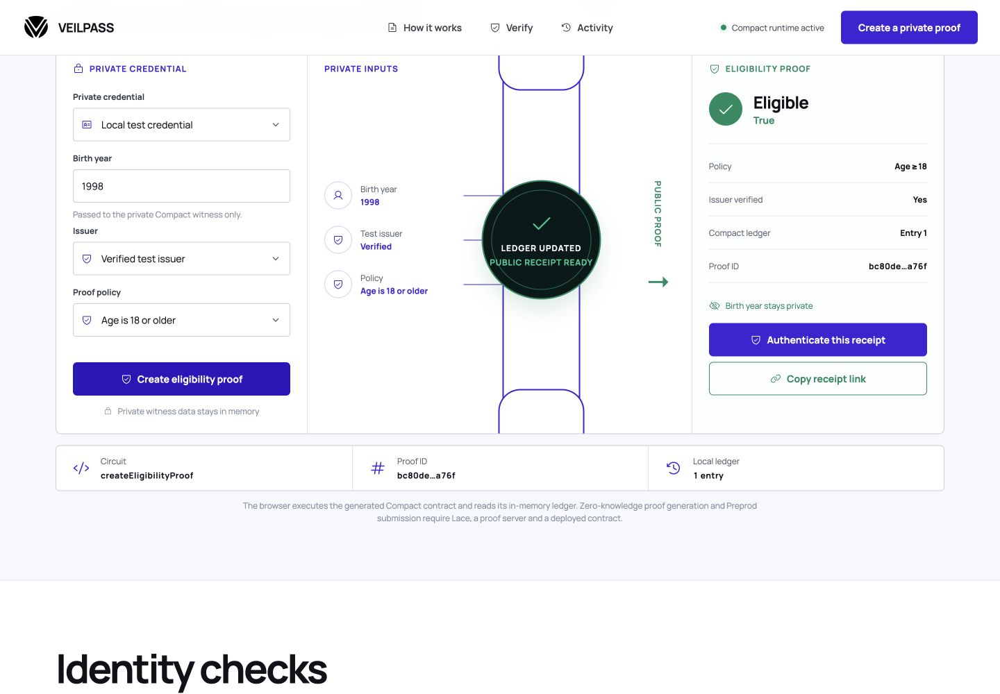 VEILPASS
How it works
Verify
Activity
Compact runtime active
Create a private proof
PRIVATE CREDENTIAL
Private credential
Local test credential
Birth year
1998
Passed to the private Compact witness only.
Issuer
Verified test issuer
Proof policy
Age is 18 or older
Create eligibility proof
Private witness data stays in memory
PRIVATE INPUTS
Birth year
1998
Test issuer
Verified
Policy
Age is 18 or older
LEDGER UPDATED
PUBLIC RECEIPT READY
PUBLIC PROOF
ELIGIBILITY PROOF
Eligible
True
Policy
Age ≥ 18
Issuer verified
Yes
Compact ledger
Entry 1
Proof ID
bc80de…a76f
Birth year stays private
Authenticate this receipt
Copy receipt link
Circuit
createEligibilityProof
Proof ID
bc80de…a76f
Local ledger
1 entry
The browser executes the generated Compact contract and reads its in-memory ledger. Zero-knowledge proof generation and Preprod
submission require Lace, a proof server and a deployed contract.
Identity checks